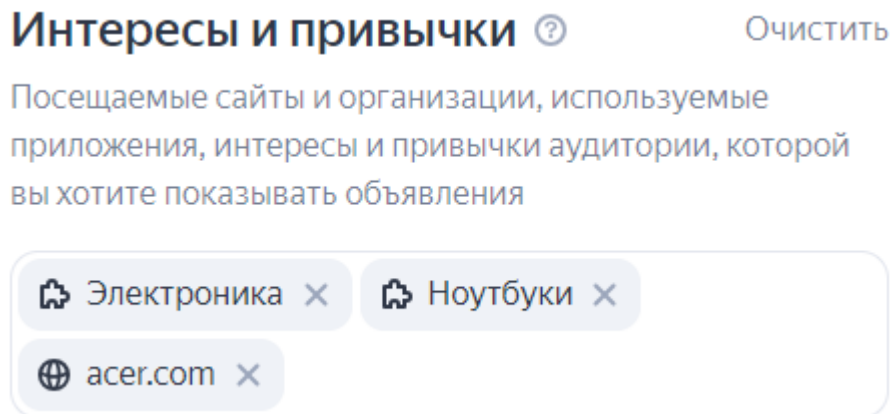 Интересы и привычки ? Очистить
Посещаемые сайты и организации, используемые
приложения, интересы и привычки аудитории, которой
вы хотите показывать объявления
Электроника × Ноутбуки ×
acer.com ×